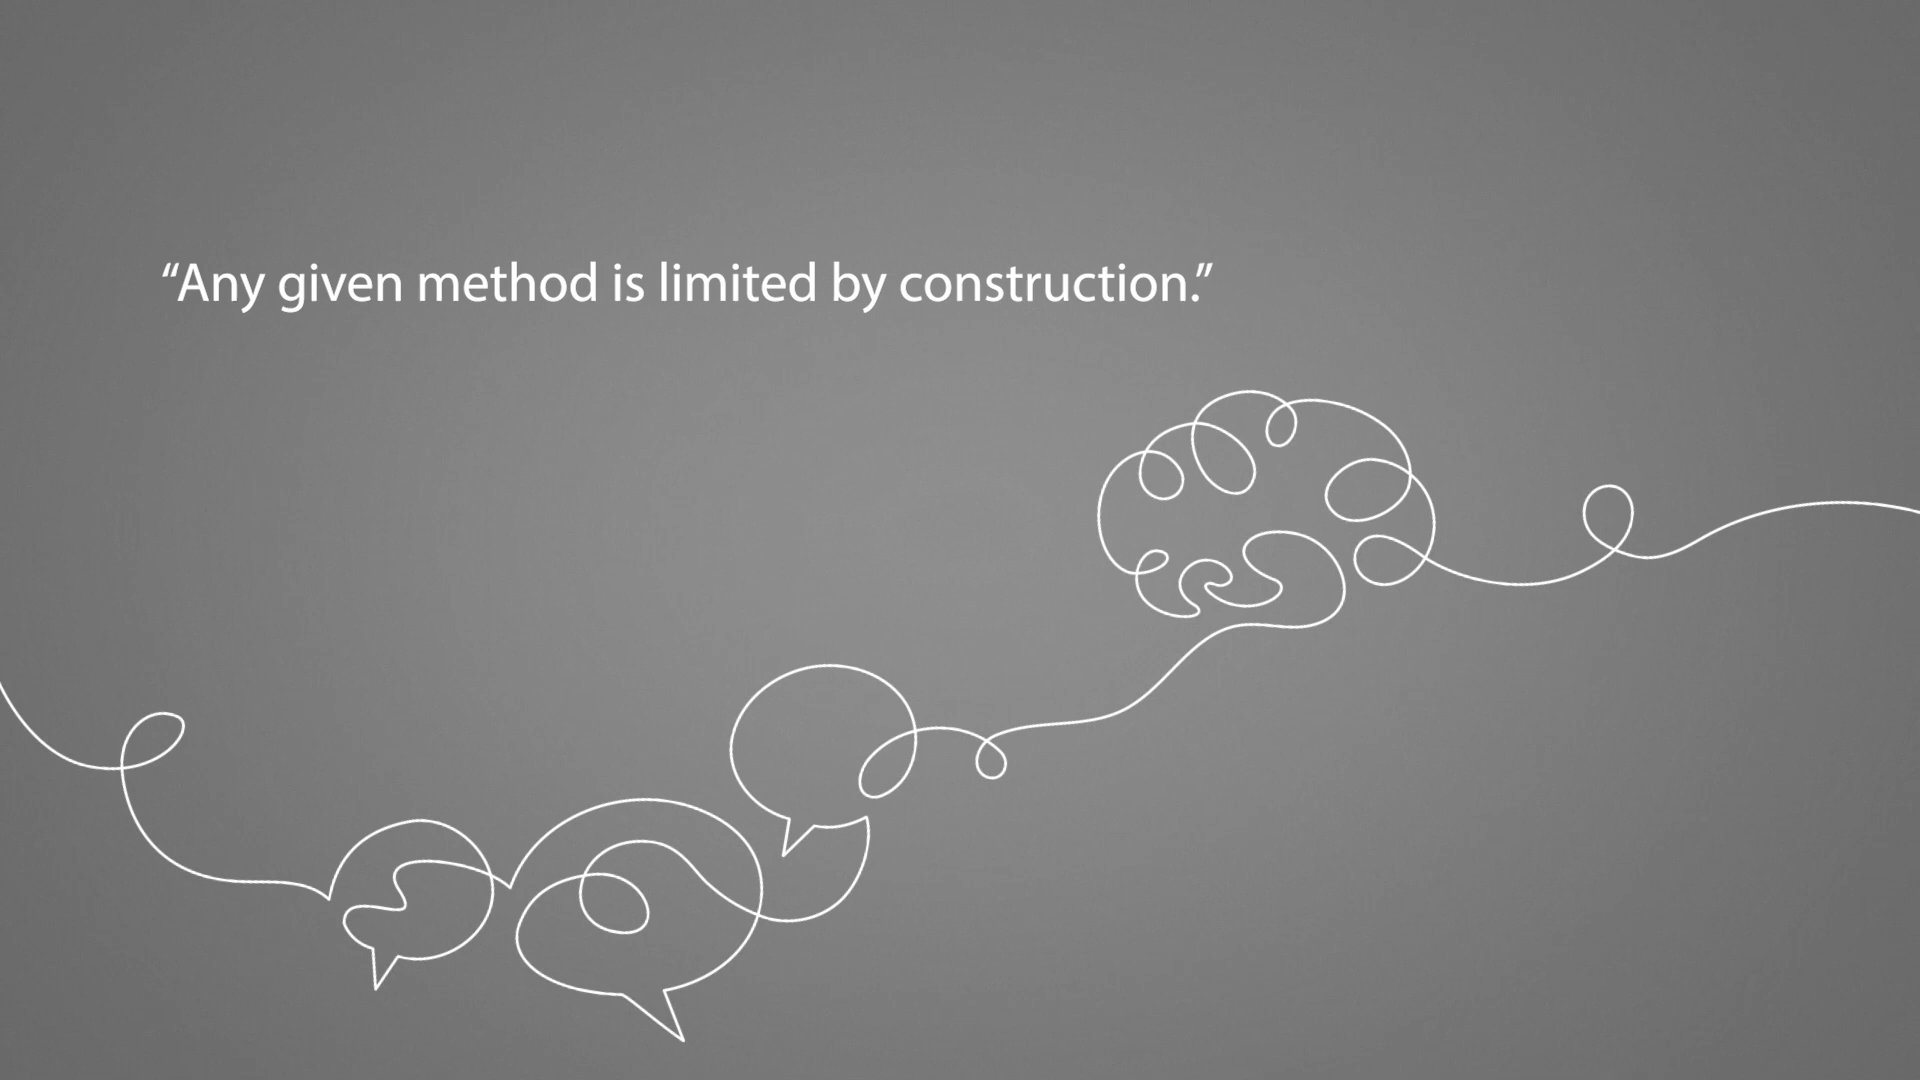 “Any given method is limited by construction.”